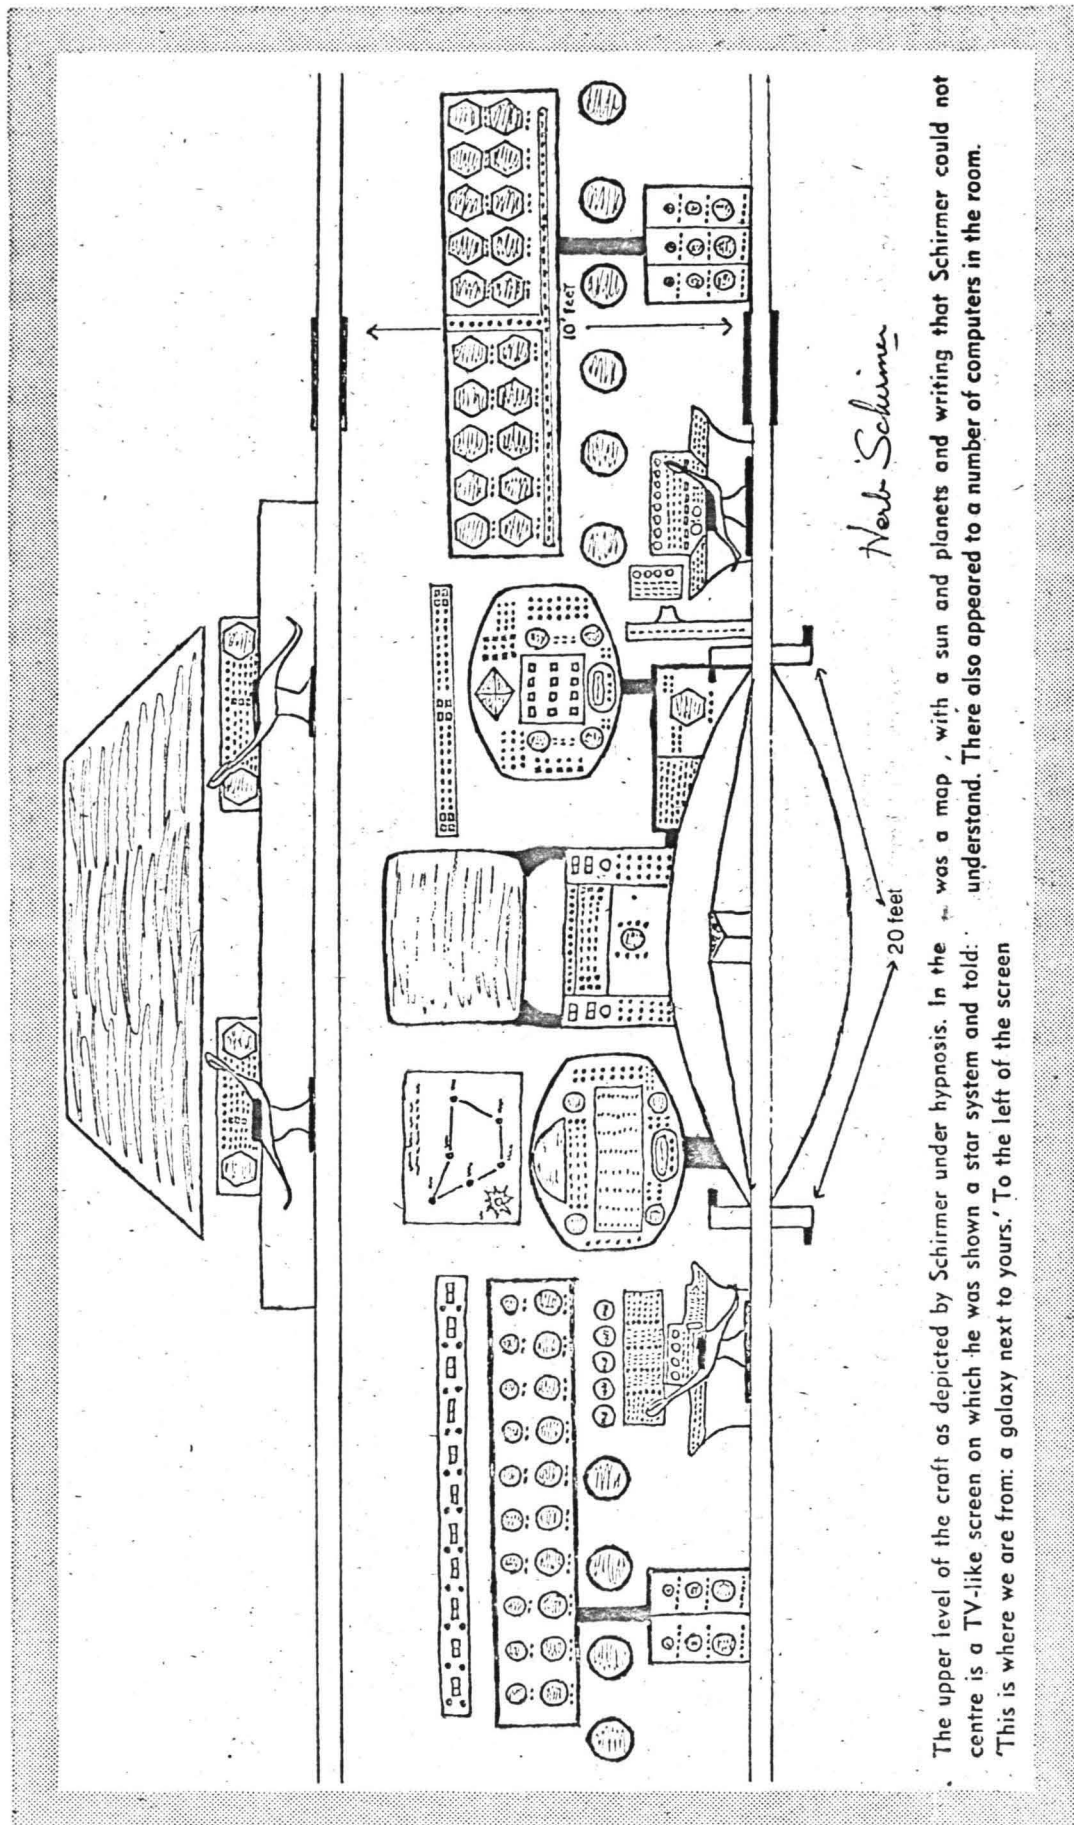 10' feet
20 feet
Herb Schirmer
The upper level of the craft as depicted by Schirmer under hypnosis. In the
centre is a TV-like screen on which he was shown a star system and told:
'This is where we are from: a galaxy next to yours.' To the left of the screen
was a map , with a sun and planets and writing that Schirmer could not
understand. There also appeared to a number of computers in the room.